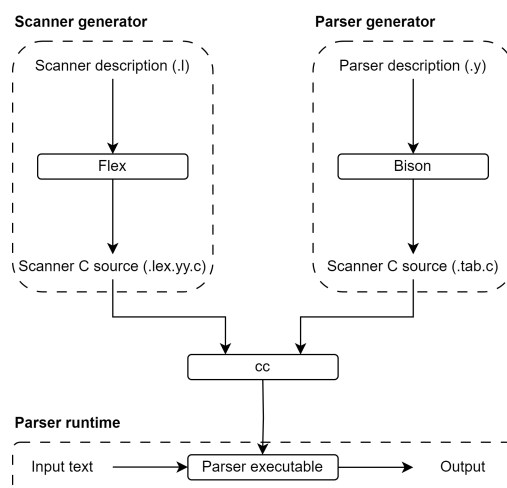 Scanner generator
Parser generator
Scanner description (.l)
Parser description (.y)
Flex
Bison
Scanner C source (.lex.yy.c)
Scanner C source (.tab.c)
cc
Parser runtime
Input text
Parser executable
Output